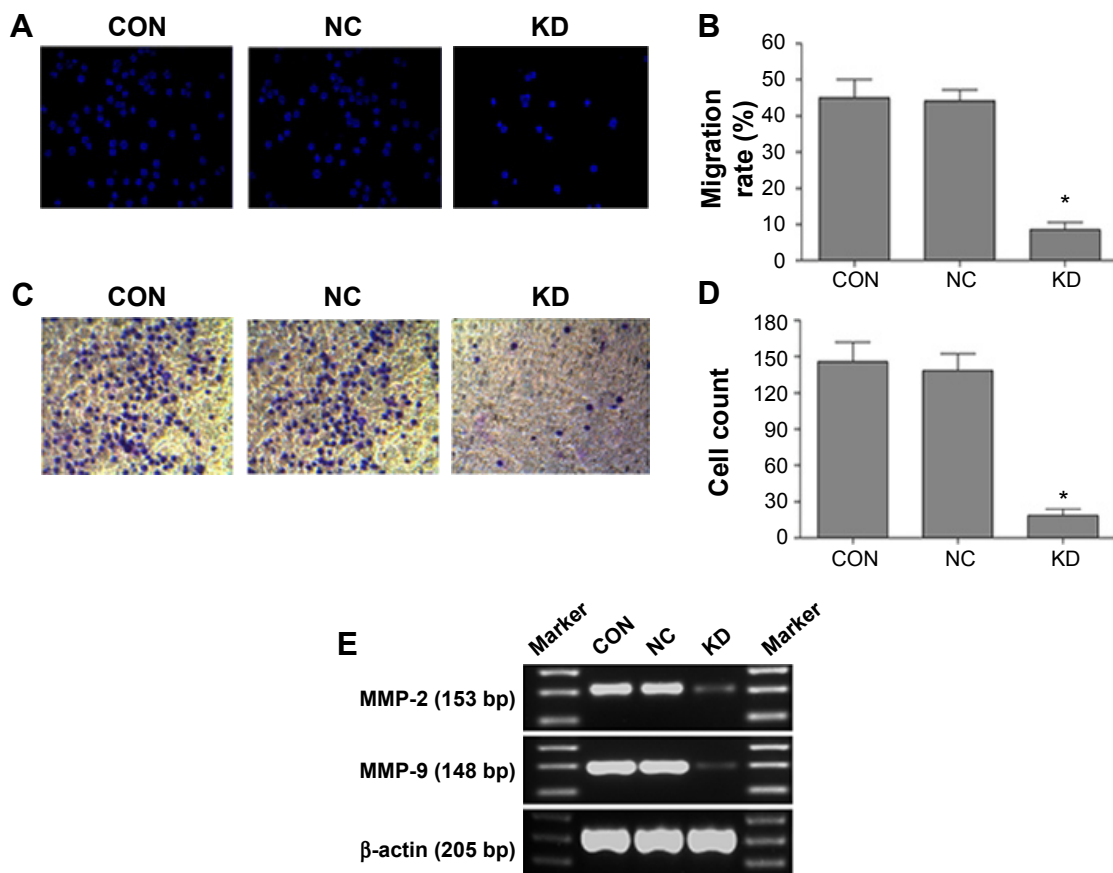 A
CON
NC
KD
B
Migration
rate (%)
60
50
40
30
20
10
0
*
CON
NC
KD
C
CON
NC
KD
D
Cell count
180
150
120
90
60
30
0
*
CON
NC
KD
E
Marker
CON
NC
KD
Marker
MMP-2 (153 bp)
MMP-9 (148 bp)
β-actin (205 bp)